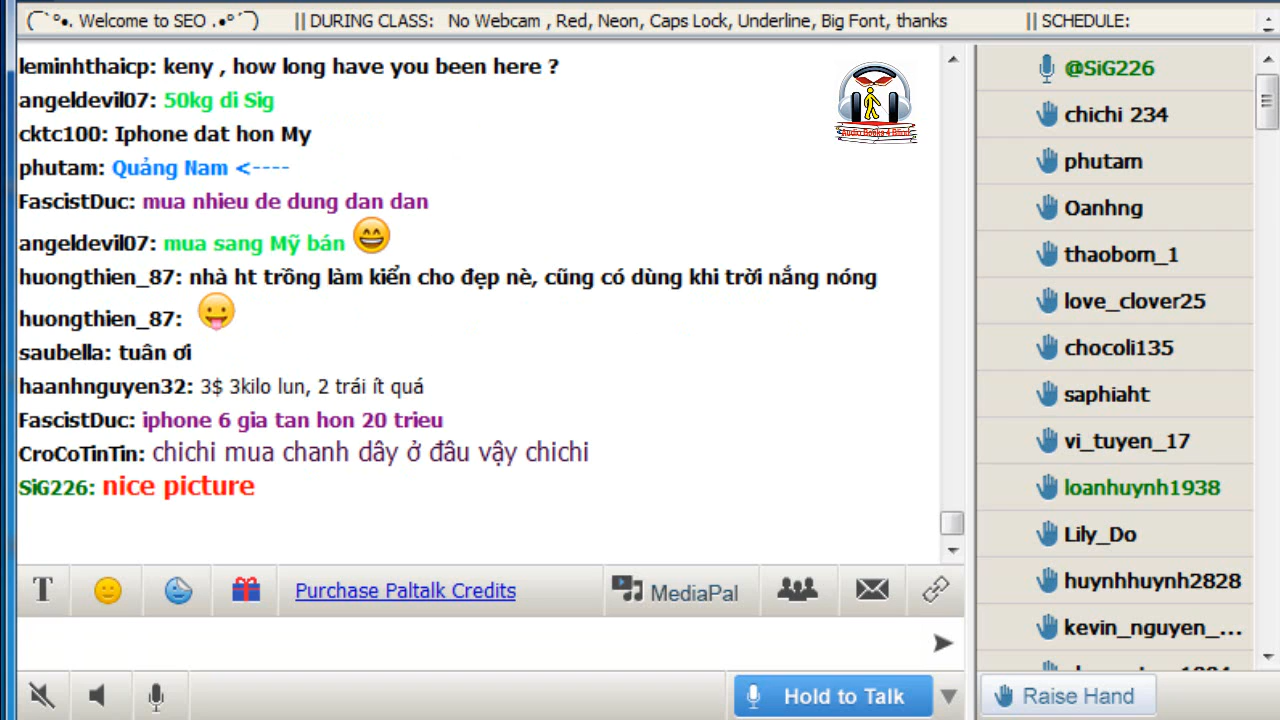 (¯`°•. Welcome to SEO .•°´¯) || DURING CLASS: No Webcam , Red, Neon, Caps Lock, Underline, Big Font, thanks || SCHEDULE:
leminhthaicp: keny , how long have you been here ?
angeldevil07: 50kg di Sig
cktc100: Iphone dat hon My
phutam: Quảng Nam <----
FascistDuc: mua nhieu de dung dan dan
angeldevil07: mua sang Mỹ bán
huongthien_87: nhà ht trồng làm kiển cho đẹp nè, cũng có dùng khi trời nắng nóng
huongthien_87:
saubella: tuân ơi
haanhnguyen32: 3$ 3kilo lun, 2 trái ít quá
FascistDuc: iphone 6 gia tan hon 20 trieu
CroCoTinTin: chichi mua chanh dây ở đâu vậy chichi
SiG226: nice picture
Audio Books 4 Blind
T
Purchase Paltalk Credits
MediaPal
Hold to Talk
@SiG226
chichi 234
phutam
Oanhng
thaoborn_1
love_clover25
chocoli135
saphiaht
vi_tuyen_17
loanhuynh1938
Lily_Do
huynhhuynh2828
kevin_nguyen_...
Raise Hand